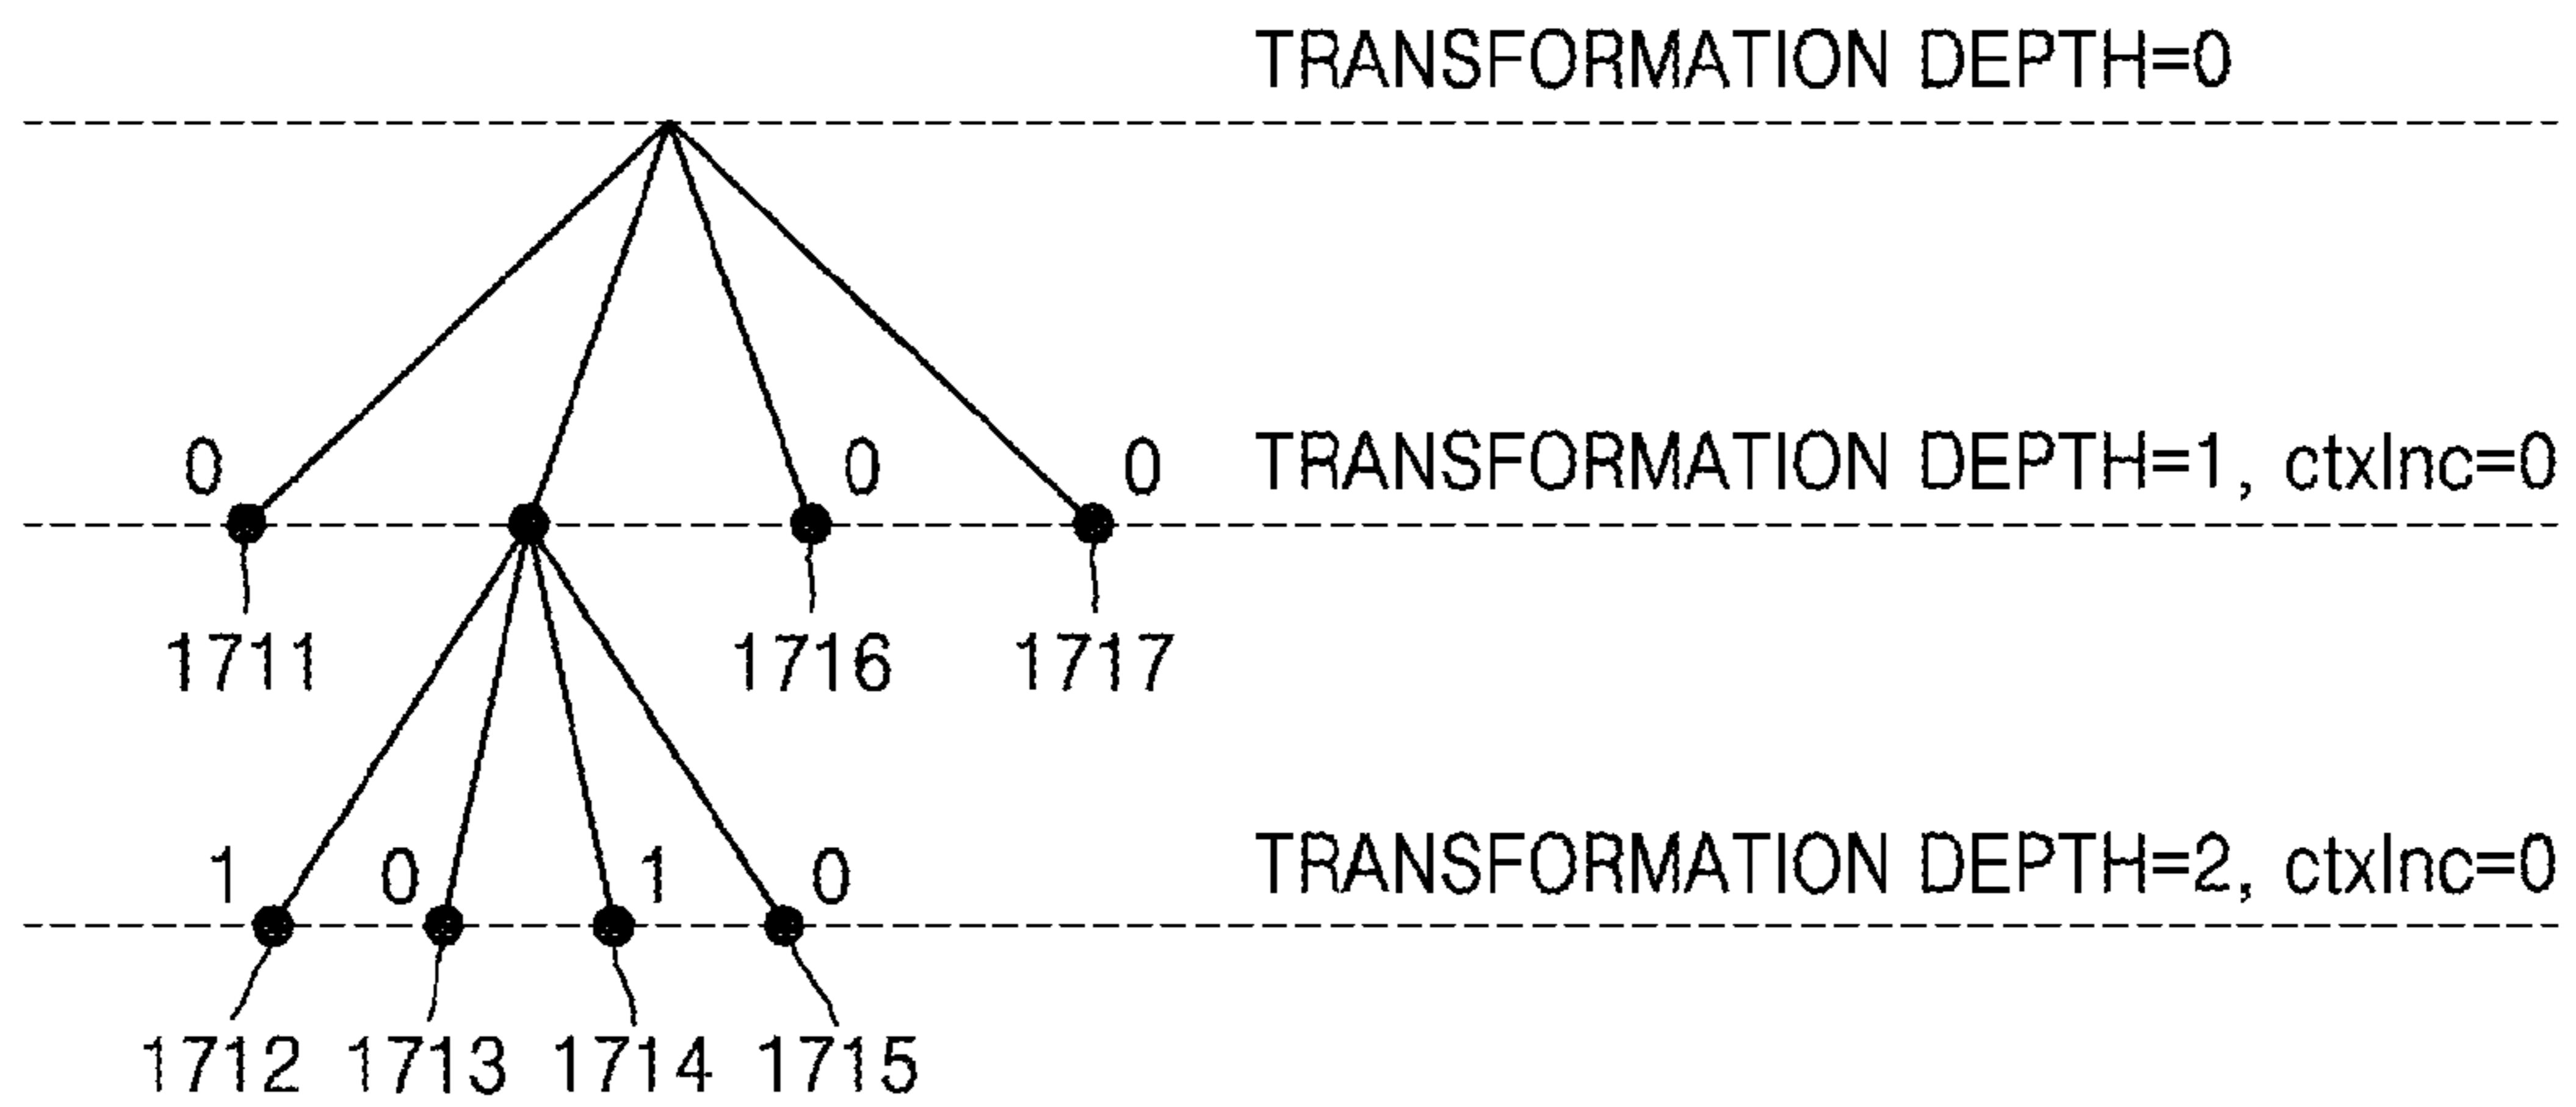 TRANSFORMATION DEPTH=0
0 0 0 TRANSFORMATION DEPTH=1, ctxInc=0
1711 1716 1717
1 0 1 0 TRANSFORMATION DEPTH=2, ctxInc=0
1712 1713 1714 1715